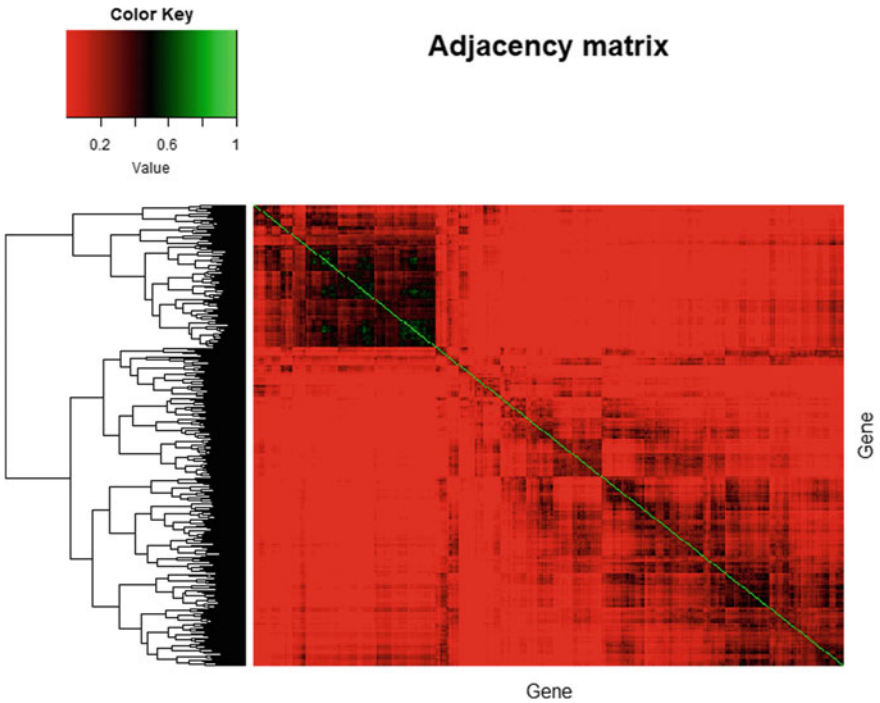 Color Key
Adjacency matrix
0.2 0.6 1
Value
Gene
Gene